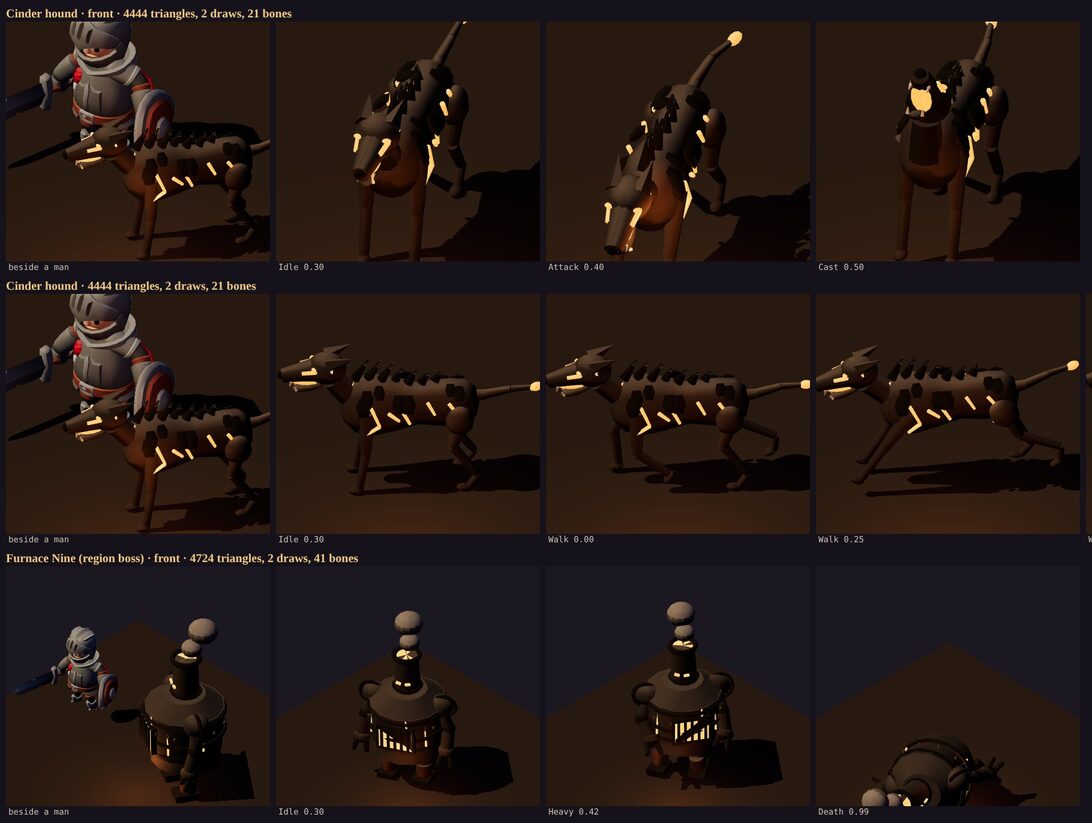 Cinder hound · front · 4444 triangles, 2 draws, 21 bones
beside a man
Idle 0.30
Attack 0.40
Cast 0.50
Cinder hound · 4444 triangles, 2 draws, 21 bones
beside a man
Idle 0.30
Walk 0.00
Walk 0.25
Furnace Nine (region boss) · front · 4724 triangles, 2 draws, 41 bones
beside a man
Idle 0.30
Heavy 0.42
Death 0.99